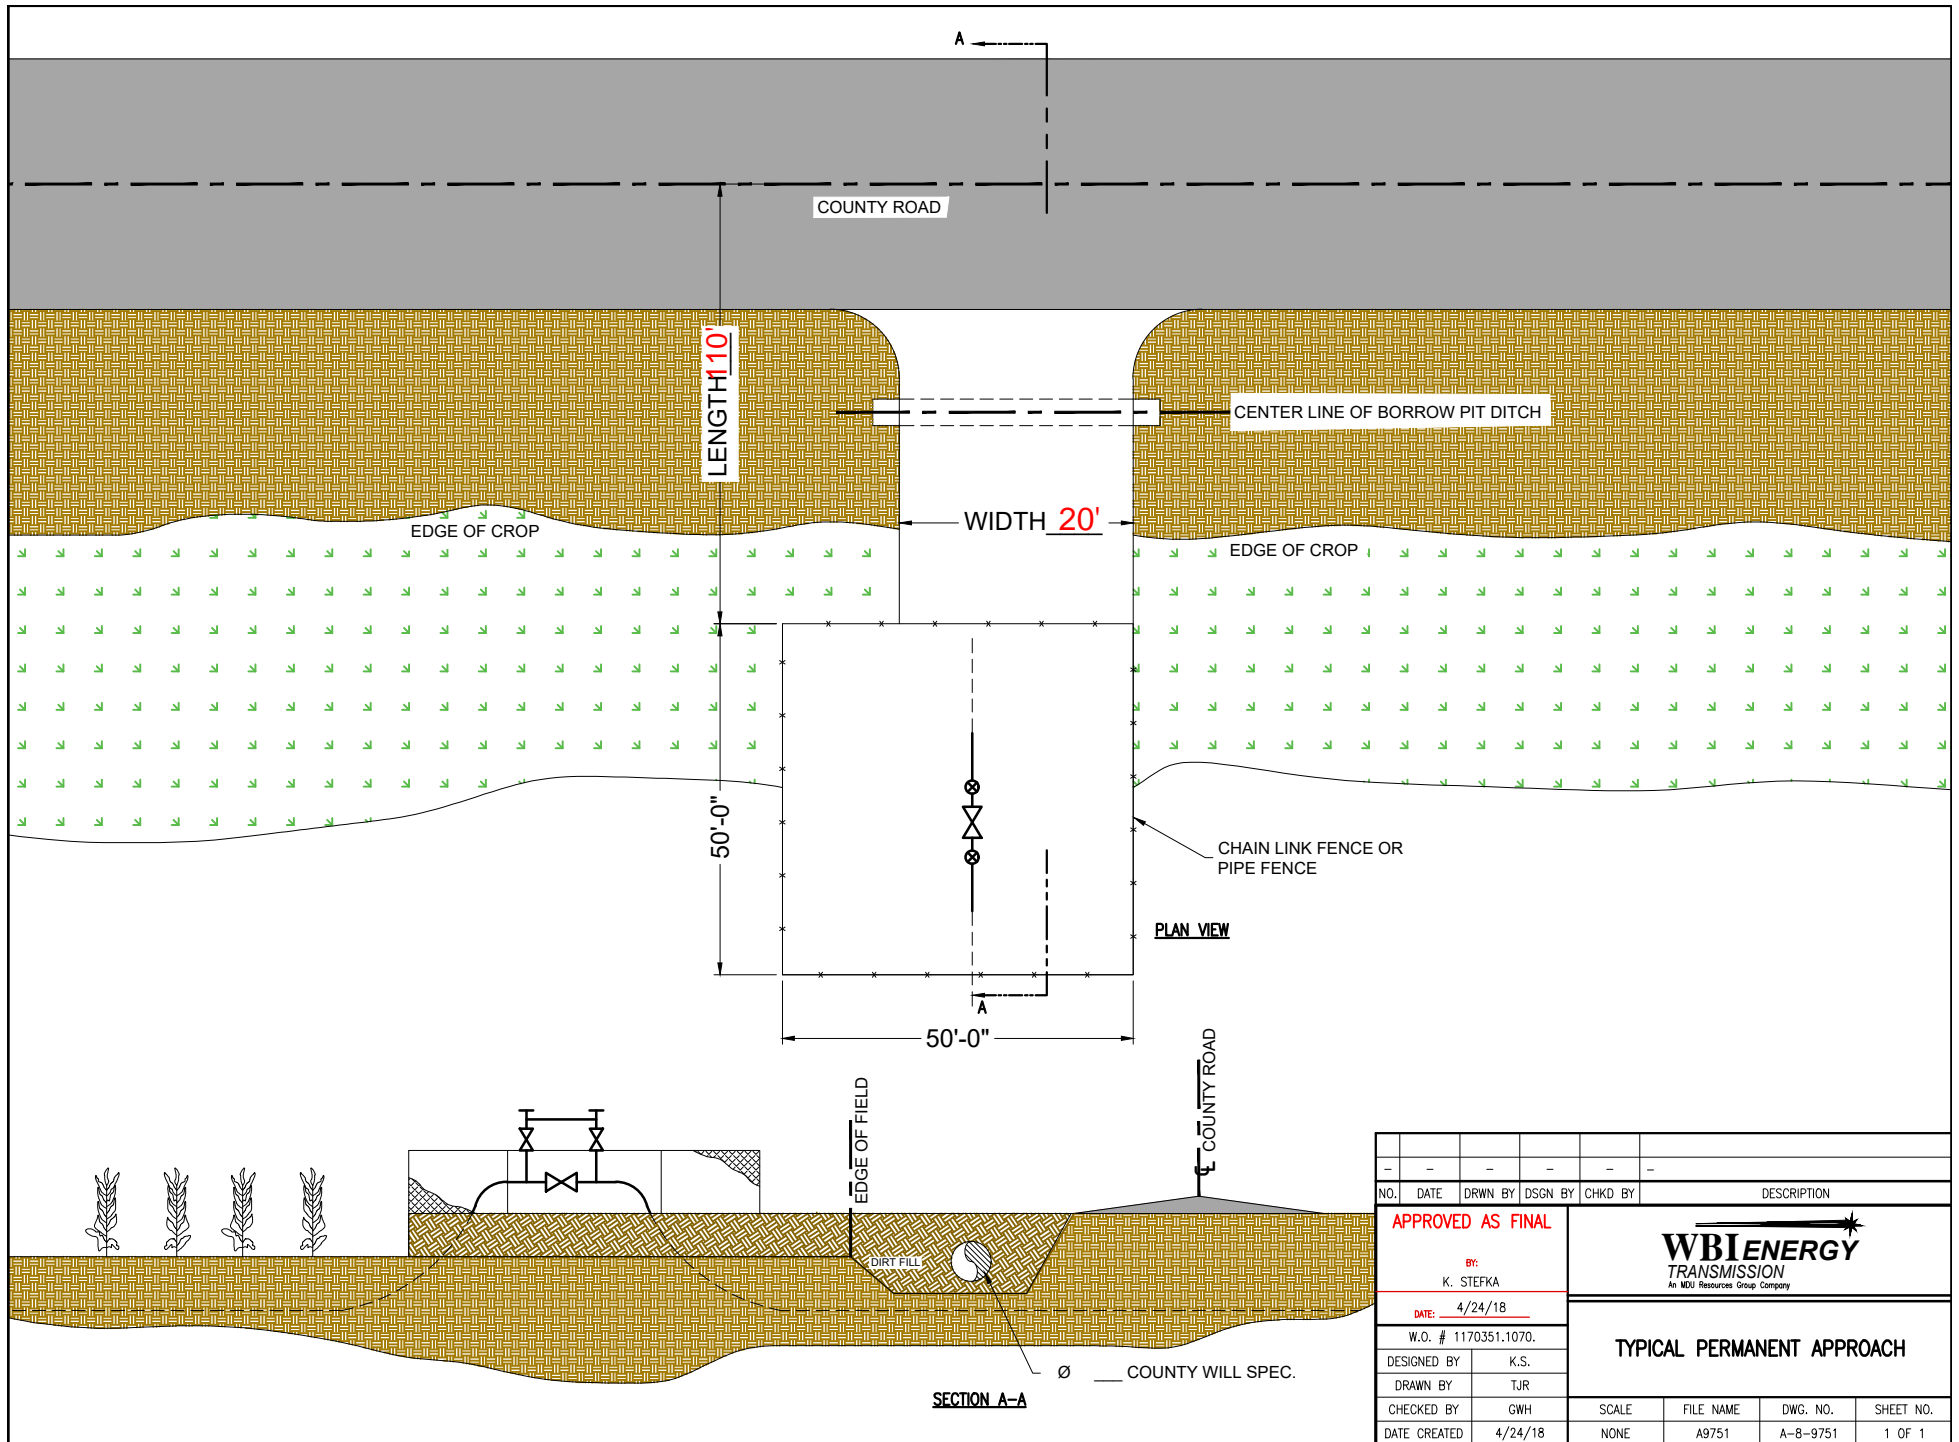 A
COUNTY ROAD
LENGTH 110'
CENTER LINE OF BORROW PIT DITCH
WIDTH 20'
EDGE OF CROP
EDGE OF CROP
50'-0"
CHAIN LINK FENCE OR
PIPE FENCE
PLAN VIEW
A
50'-0"
EDGE OF FIELD
℄ COUNTY ROAD
DIRT FILL
Ø ___ COUNTY WILL SPEC.
SECTION A-A
- - - - - -
NO. DATE DRWN BY DSGN BY CHKD BY DESCRIPTION
APPROVED AS FINAL
BY:
K. STEFKA
DATE: 4/24/18
W.O. # 1170351.1070.
DESIGNED BY K.S.
DRAWN BY TJR
CHECKED BY GWH
DATE CREATED 4/24/18
WBI ENERGY
TRANSMISSION
An MDU Resources Group Company
TYPICAL PERMANENT APPROACH
SCALE FILE NAME DWG. NO. SHEET NO.
NONE A9751 A-8-9751 1 OF 1